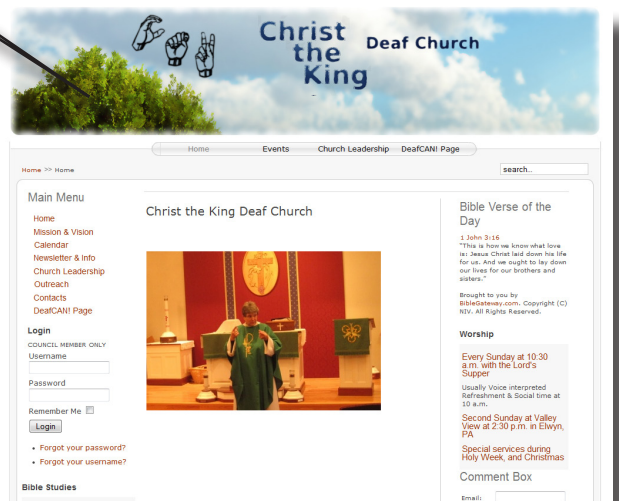 Christ
the
King
Deaf Church
Home Events Church Leadership DeafCAN! Page
Home >> Home
search...
Main Menu
Home
Mission & Vision
Calendar
Newsletter & Info
Church Leadership
Outreach
Contacts
DeafCAN! Page
Login
COUNCIL MEMBER ONLY
Username
Password
Remember Me
Login
Forgot your password?
Forgot your username?
Bible Studies
Christ the King Deaf Church
Bible Verse of the
Day
1 John 3:16
"This is how we know what love
is: Jesus Christ laid down his life
for us. And we ought to lay down
our lives for our brothers and
sisters."
Brought to you by
BibleGateway.com. Copyright (C)
NIV. All Rights Reserved.
Worship
Every Sunday at 10:30
a.m. with the Lord's
Supper
Usually Voice interpreted
Refreshment & Social time at
10 a.m.
Second Sunday at Valley
View at 2:30 p.m. in Elwyn,
PA
Special services during
Holy Week, and Christmas
Comment Box
Email: